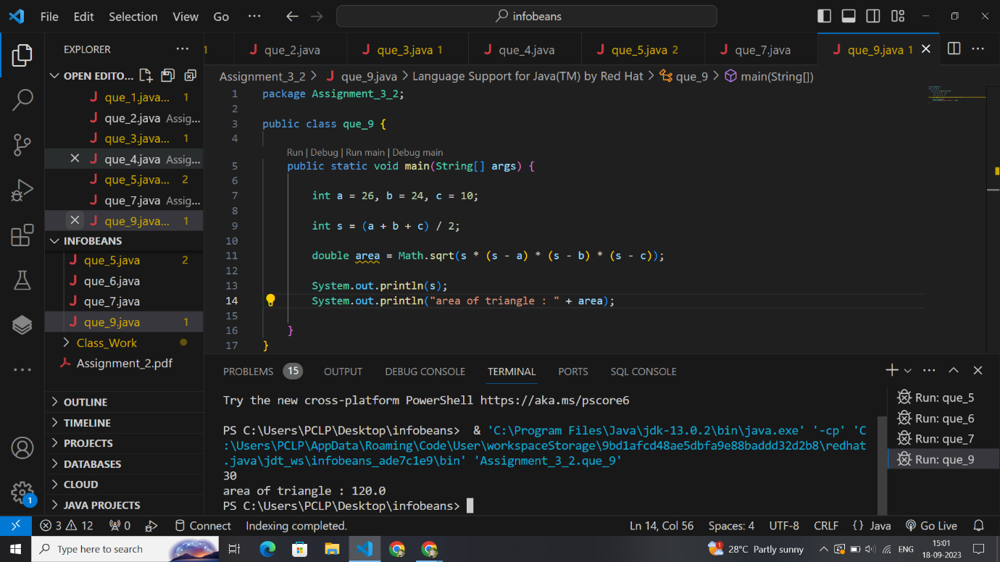 File Edit Selection View Go ··· infobeans
EXPLORER ···
OPEN EDITO...
que_1.java... 1
que_2.java Assig...
que_3.java... 1
que_4.java Assig...
que_5.java... 2
que_7.java Assig...
que_9.java... 1
INFOBEANS
que_5.java 2
que_6.java
que_7.java
que_9.java 1
Class_Work
Assignment_2.pdf
OUTLINE
TIMELINE
PROJECTS
DATABASES
CLOUD
JAVA PROJECTS
1
1 J que_2.java J que_3.java 1 J que_4.java J que_5.java 2 J que_7.java J que_9.java 1
Assignment_3_2 > J que_9.java > Language Support for Java(TM) by Red Hat > que_9 > main(String[])
1 package Assignment_3_2;
2
3 public class que_9 {
4
Run | Debug | Run main | Debug main
5 public static void main(String[] args) {
6
7 int a = 26, b = 24, c = 10;
8
9 int s = (a + b + c) / 2;
10
11 double area = Math.sqrt(s * (s - a) * (s - b) * (s - c));
12
13 System.out.println(s);
14 System.out.println("area of triangle : " + area);
15
16 }
17 }
PROBLEMS 15 OUTPUT DEBUG CONSOLE TERMINAL PORTS SQL CONSOLE
Try the new cross-platform PowerShell https://aka.ms/pscore6
PS C:\Users\PCLP\Desktop\infobeans> & 'C:\Program Files\Java\jdk-13.0.2\bin\java.exe' '-cp' 'C
:\Users\PCLP\AppData\Roaming\Code\User\workspaceStorage\9bd1afcd48ae5dbfa9e88baddd32d2b8\redhat
.java\jdt_ws\infobeans_ade7c1e9\bin' 'Assignment_3_2.que_9'
30
area of triangle : 120.0
PS C:\Users\PCLP\Desktop\infobeans>
Run: que_5
Run: que_6
Run: que_7
Run: que_9
3 12 0 Connect Indexing completed. Ln 14, Col 56 Spaces: 4 UTF-8 CRLF {} Java Go Live
Type here to search 1 28°C Partly sunny ENG 15:01
18-09-2023